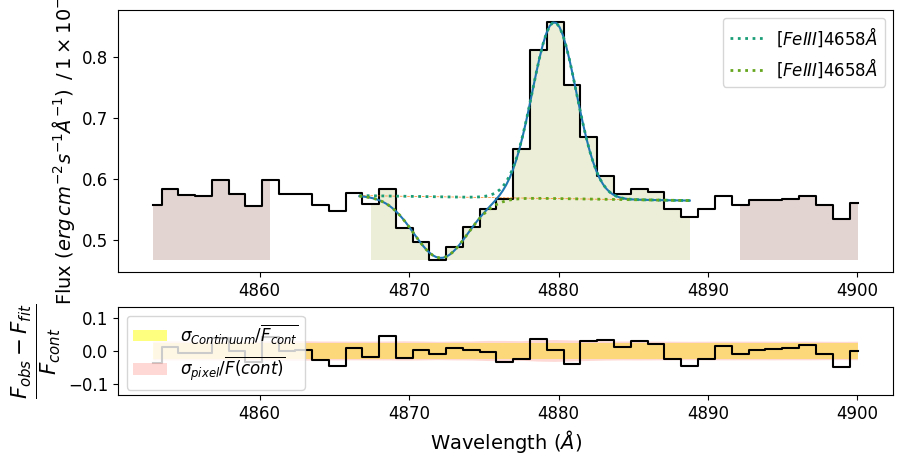 Flux (erg cm⁻² s⁻¹ Å⁻¹) / 1 × 10⁻
0.8
0.7
0.6
0.5
[FeIII]4658Å
[FeIII]4658Å
4860 4870 4880 4890 4900
F_obs − F_fit
F_cont
0.1
0.0
−0.1
σ_Continuum/F_cont
σ_pixel/F(cont)
4860 4870 4880 4890 4900
Wavelength (Å)